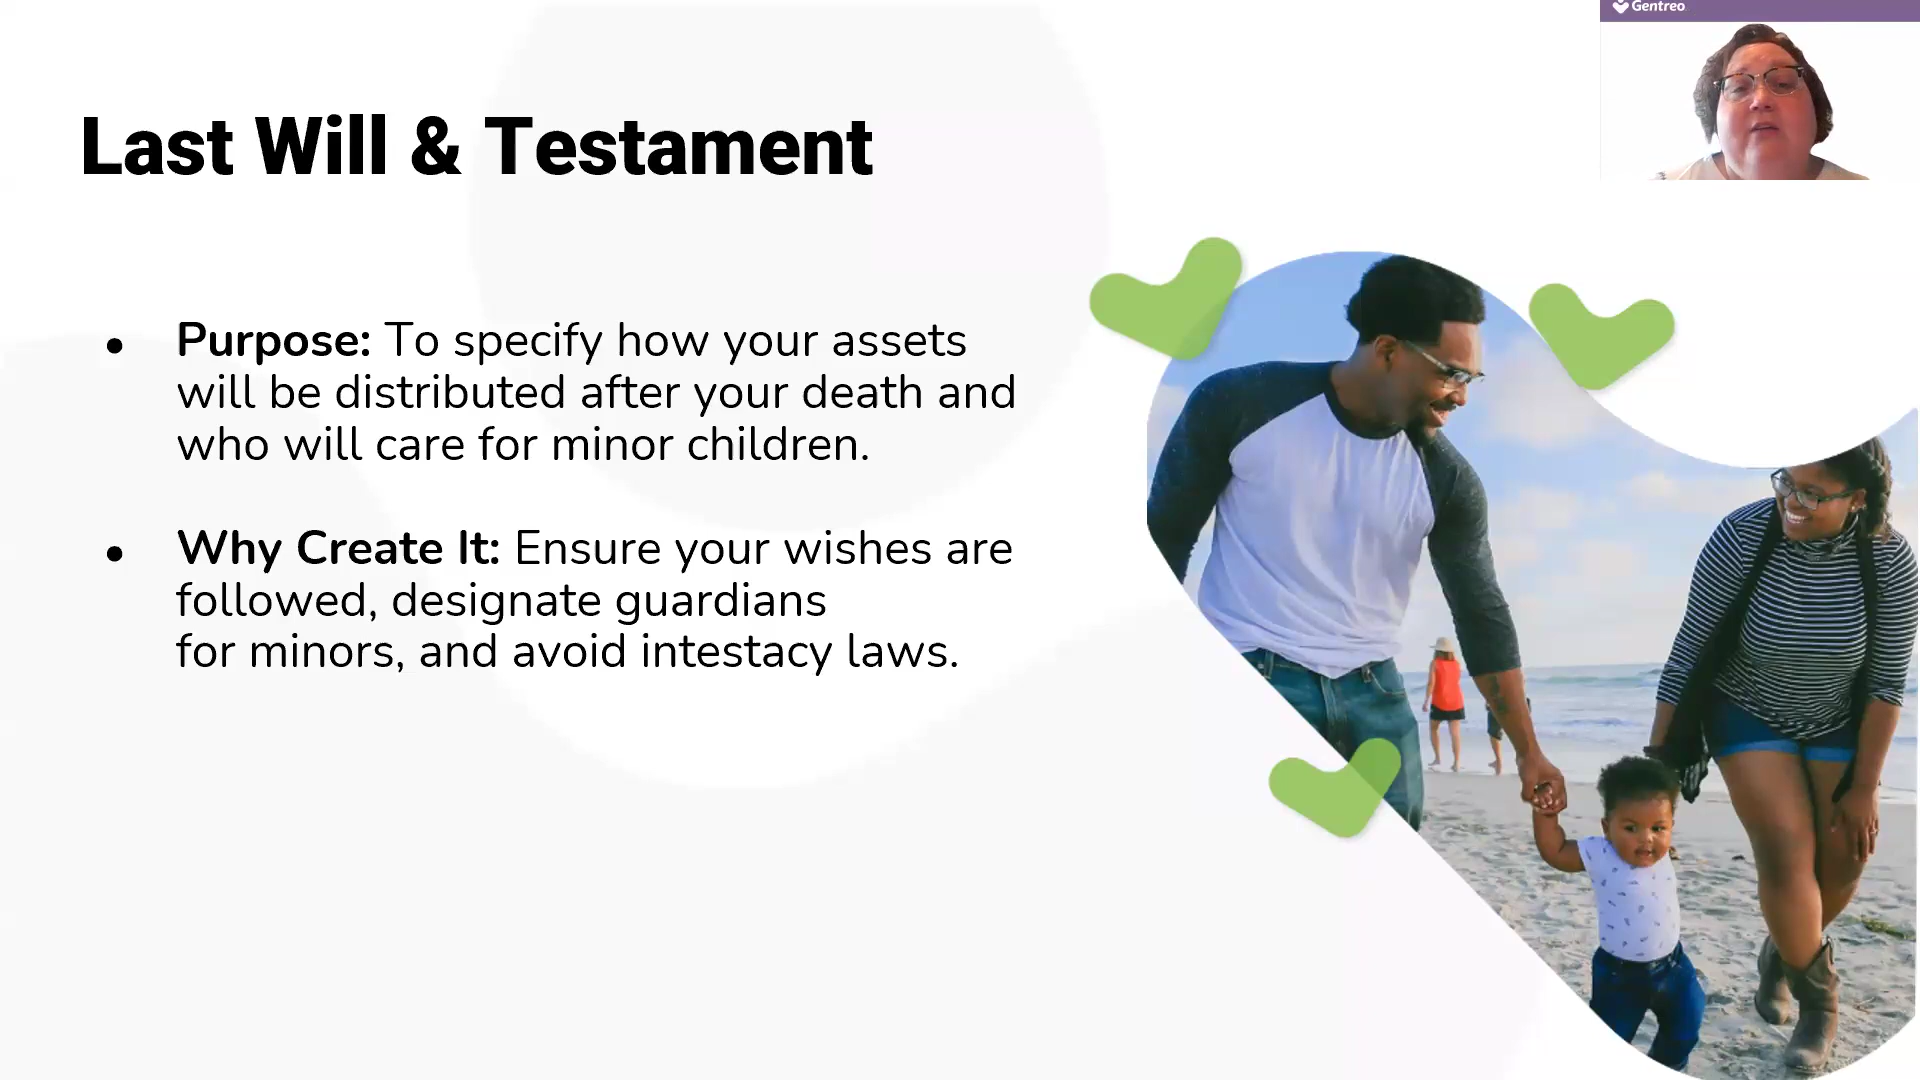 Gentreo
Last Will & Testament
● Purpose: To specify how your assets
will be distributed after your death and
who will care for minor children.
● Why Create It: Ensure your wishes are
followed, designate guardians
for minors, and avoid intestacy laws.